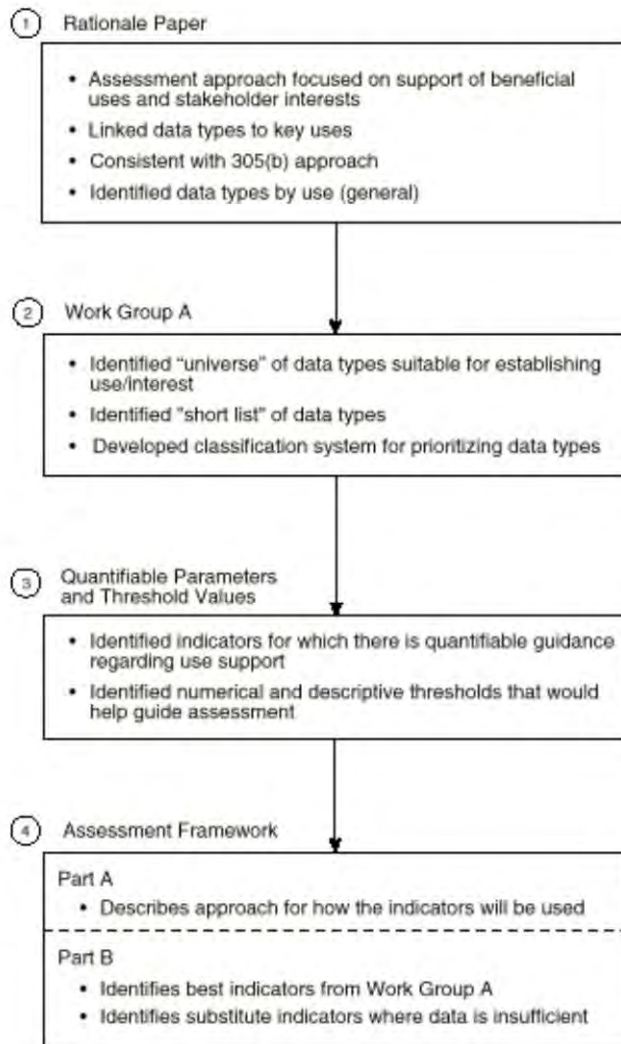 1 Rationale Paper
• Assessment approach focused on support of beneficial
uses and stakeholder interests
• Linked data types to key uses
• Consistent with 305(b) approach
• Identified data types by use (general)
2 Work Group A
• Identified “universe” of data types suitable for establishing
use/interest
• Identified "short list" of data types
• Developed classification system for prioritizing data types
3 Quantifiable Parameters
and Threshold Values
• Identified indicators for which there is quantifiable guidance
regarding use support
• Identified numerical and descriptive thresholds that would
help guide assessment
4 Assessment Framework
Part A
• Describes approach for how the indicators will be used
Part B
• Identifies best indicators from Work Group A
• Identifies substitute indicators where data is insufficient